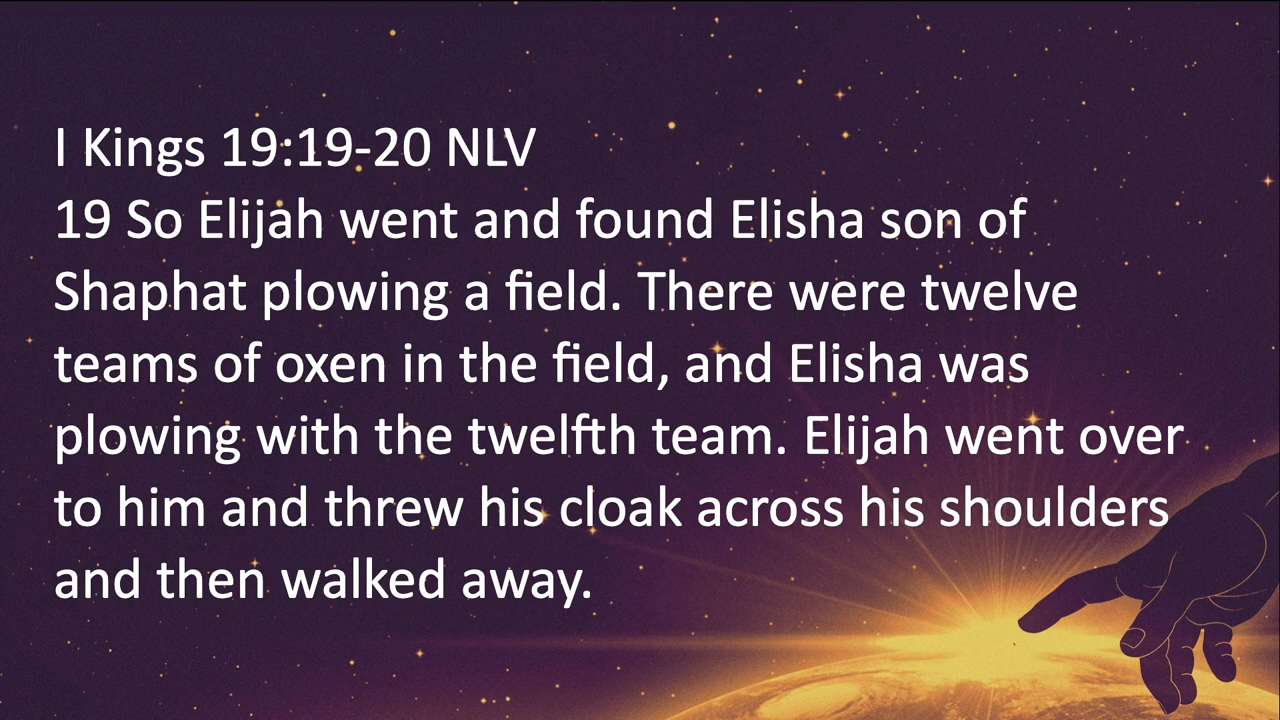 I Kings 19:19-20 NLV
19 So Elijah went and found Elisha son of
Shaphat plowing a field. There were twelve
teams of oxen in the field, and Elisha was
plowing with the twelfth team. Elijah went over
to him and threw his cloak across his shoulders
and then walked away.